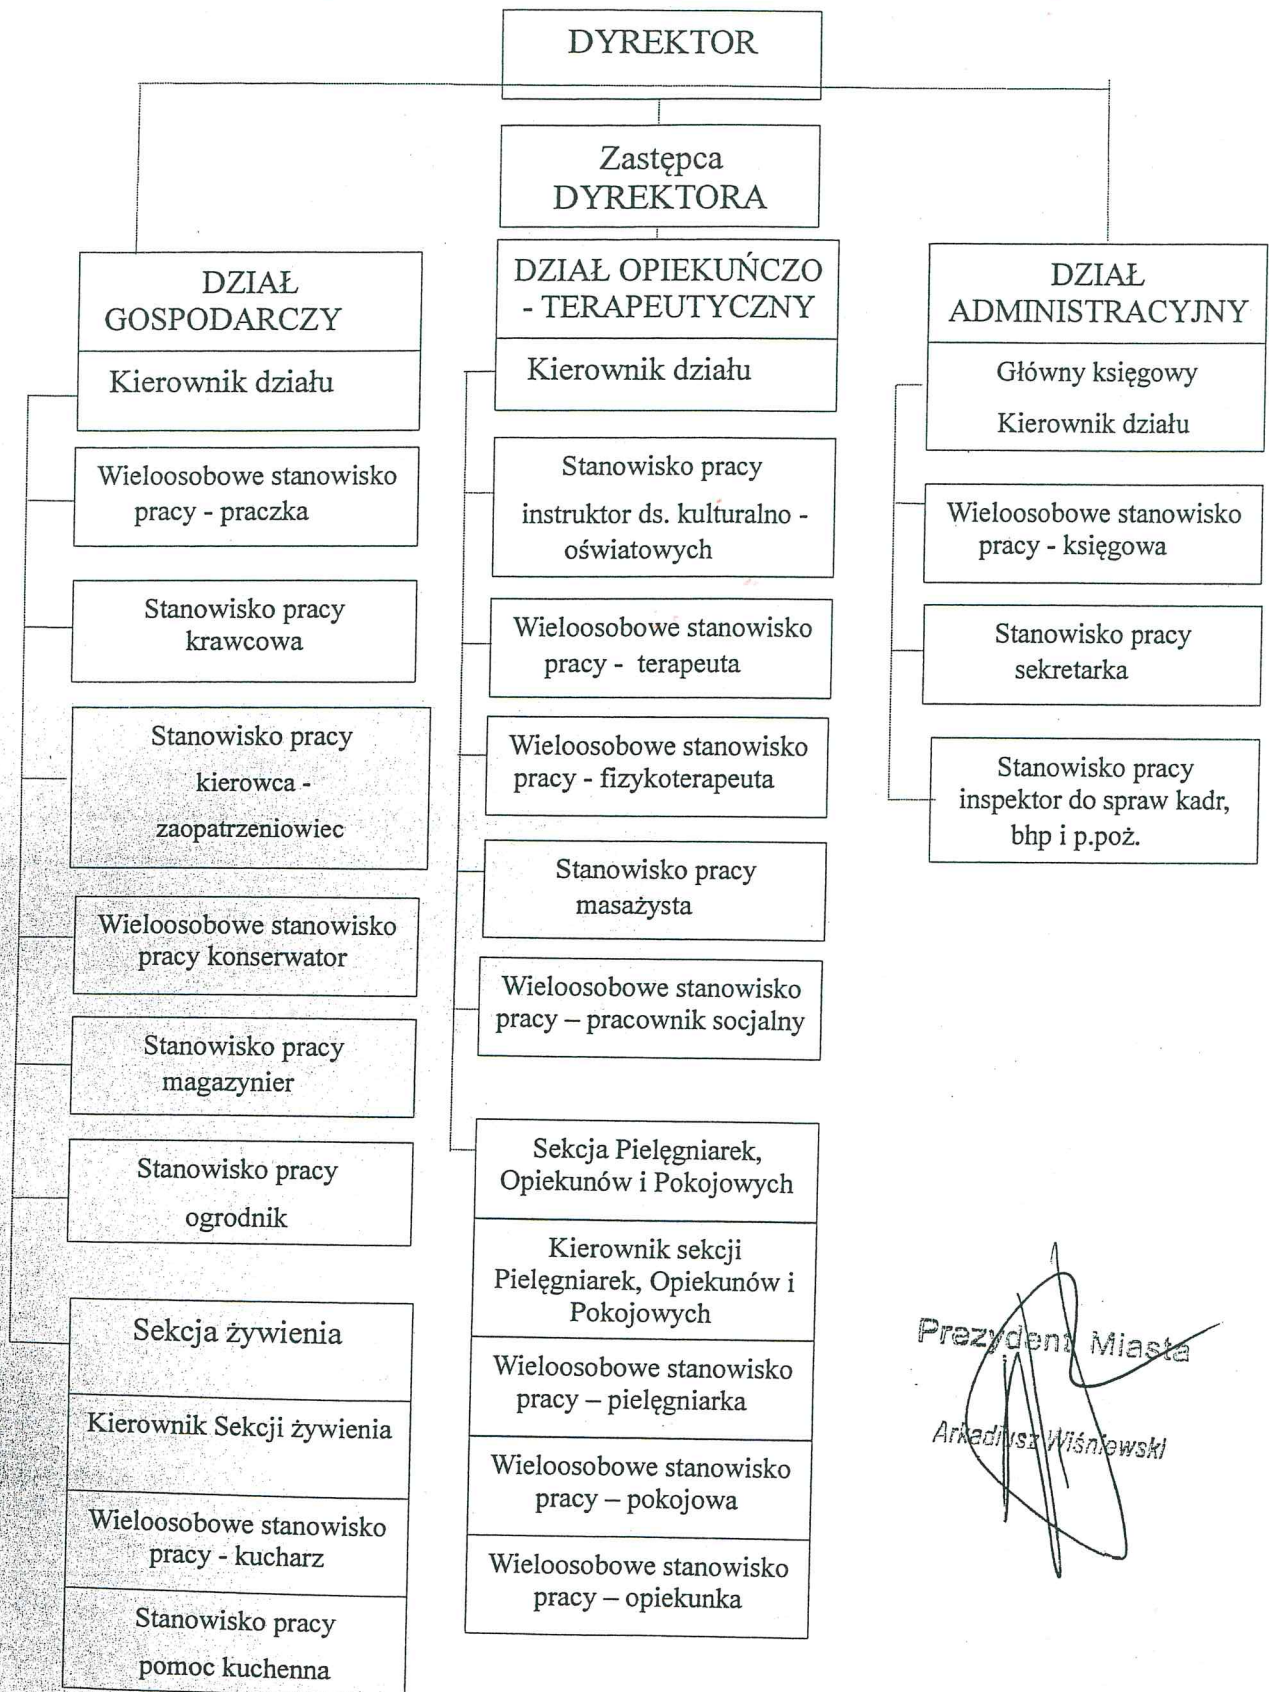 DYREKTOR
Zastępca
DYREKTORA
DZIAŁ
GOSPODARCZY
Kierownik działu
Wieloosobowe stanowisko
pracy - praczka
Stanowisko pracy
krawcowa
Stanowisko pracy
kierowca -
zaopatrzeniowiec
Wieloosobowe stanowisko
pracy konserwator
Stanowisko pracy
magazynier
Stanowisko pracy
ogrodnik
Sekcja żywienia
Kierownik Sekcji żywienia
Wieloosobowe stanowisko
pracy - kucharz
Stanowisko pracy
pomoc kuchenna
DZIAŁ OPIEKUŃCZO
- TERAPEUTYCZNY
Kierownik działu
Stanowisko pracy
instruktor ds. kulturalno -
oświatowych
Wieloosobowe stanowisko
pracy - terapeuta
Wieloosobowe stanowisko
pracy - fizykoterapeuta
Stanowisko pracy
masażysta
Wieloosobowe stanowisko
pracy – pracownik socjalny
Sekcja Pielęgniarek,
Opiekunów i Pokojowych
Kierownik sekcji
Pielęgniarek, Opiekunów i
Pokojowych
Wieloosobowe stanowisko
pracy – pielęgniarka
Wieloosobowe stanowisko
pracy – pokojowa
Wieloosobowe stanowisko
pracy – opiekunka
DZIAŁ
ADMINISTRACYJNY
Główny księgowy
Kierownik działu
Wieloosobowe stanowisko
pracy - księgowa
Stanowisko pracy
sekretarka
Stanowisko pracy
inspektor do spraw kadr,
bhp i p.poż.
Prezydent Miasta
Arkadiusz Wiśniewski